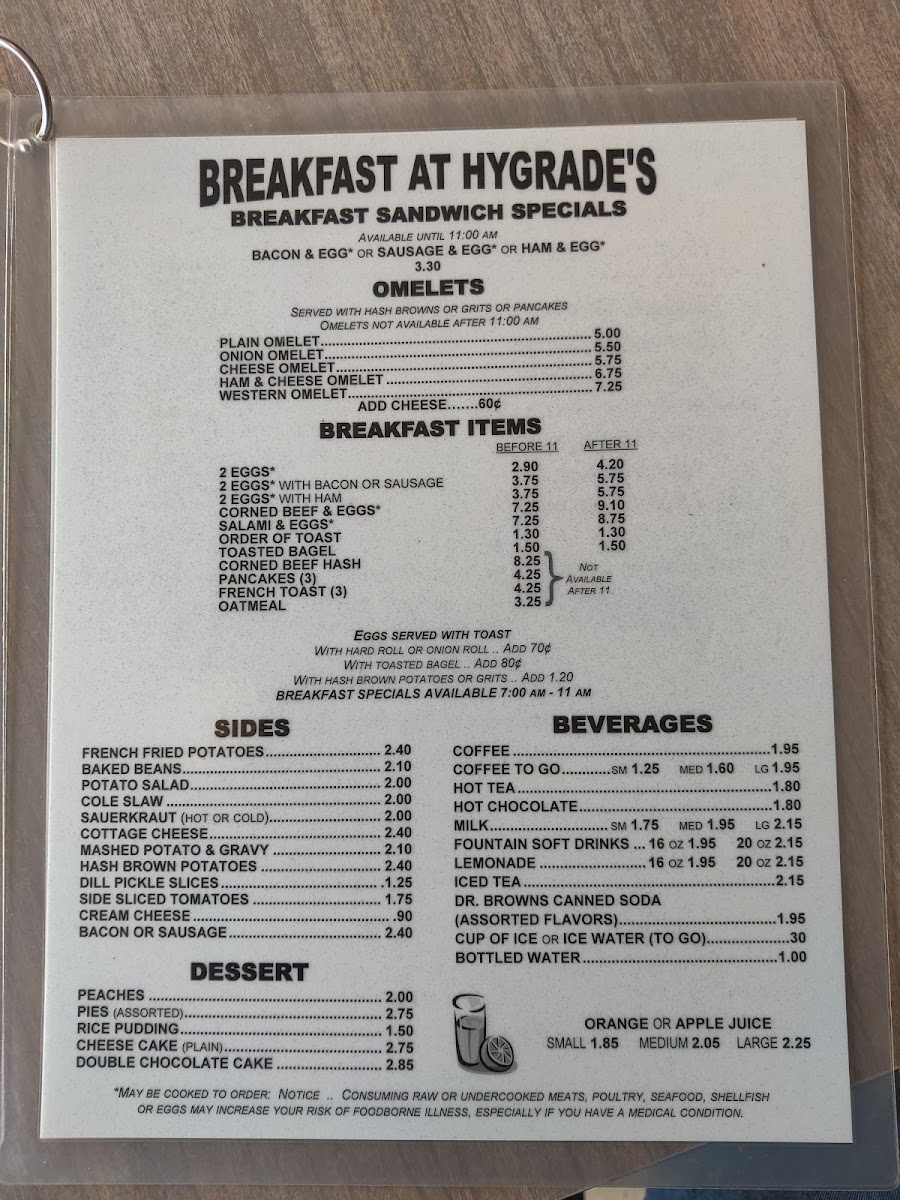 BREAKFAST AT HYGRADE'S
BREAKFAST SANDWICH SPECIALS
AVAILABLE UNTIL 11:00 AM
BACON & EGG* OR SAUSAGE & EGG* OR HAM & EGG*
3.30
OMELETS
SERVED WITH HASH BROWNS OR GRITS OR PANCAKES
OMELETS NOT AVAILABLE AFTER 11:00 AM
PLAIN OMELET 5.00
ONION OMELET 5.50
CHEESE OMELET 5.75
HAM & CHEESE OMELET 6.75
WESTERN OMELET 7.25
ADD CHEESE.......60¢
BREAKFAST ITEMS
BEFORE 11 AFTER 11
2 EGGS* 2.90 4.20
2 EGGS* WITH BACON OR SAUSAGE 3.75 5.75
2 EGGS* WITH HAM 3.75 5.75
CORNED BEEF & EGGS* 7.25 9.10
SALAMI & EGGS* 7.25 8.75
ORDER OF TOAST 1.30 1.30
TOASTED BAGEL 1.50 1.50
CORNED BEEF HASH 8.25
PANCAKES (3) 4.25
FRENCH TOAST (3) 4.25
OATMEAL 3.25
NOT
AVAILABLE
AFTER 11
EGGS SERVED WITH TOAST
WITH HARD ROLL OR ONION ROLL .. ADD 70¢
WITH TOASTED BAGEL .. ADD 80¢
WITH HASH BROWN POTATOES OR GRITS .. ADD 1.20
BREAKFAST SPECIALS AVAILABLE 7:00 AM - 11 AM
SIDES
FRENCH FRIED POTATOES 2.40
BAKED BEANS 2.10
POTATO SALAD 2.00
COLE SLAW 2.00
SAUERKRAUT (HOT OR COLD) 2.00
COTTAGE CHEESE 2.40
MASHED POTATO & GRAVY 2.10
HASH BROWN POTATOES 2.40
DILL PICKLE SLICES .1.25
SIDE SLICED TOMATOES 1.75
CREAM CHEESE .90
BACON OR SAUSAGE 2.40
DESSERT
PEACHES 2.00
PIES (ASSORTED) 2.75
RICE PUDDING 1.50
CHEESE CAKE (PLAIN) 2.75
DOUBLE CHOCOLATE CAKE 2.85
BEVERAGES
COFFEE 1.95
COFFEE TO GO SM 1.25 MED 1.60 LG 1.95
HOT TEA 1.80
HOT CHOCOLATE 1.80
MILK SM 1.75 MED 1.95 LG 2.15
FOUNTAIN SOFT DRINKS ... 16 OZ 1.95 20 OZ 2.15
LEMONADE 16 OZ 1.95 20 OZ 2.15
ICED TEA 2.15
DR. BROWNS CANNED SODA
(ASSORTED FLAVORS) 1.95
CUP OF ICE OR ICE WATER (TO GO) .30
BOTTLED WATER 1.00
ORANGE OR APPLE JUICE
SMALL 1.85 MEDIUM 2.05 LARGE 2.25
*MAY BE COOKED TO ORDER: NOTICE .. CONSUMING RAW OR UNDERCOOKED MEATS, POULTRY, SEAFOOD, SHELLFISH
OR EGGS MAY INCREASE YOUR RISK OF FOODBORNE ILLNESS, ESPECIALLY IF YOU HAVE A MEDICAL CONDITION.